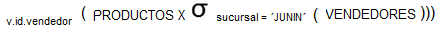 v.id.vendedor ( PRODUCTOS X σ sucursal = ´JUNIN´ ( VENDEDORES )))